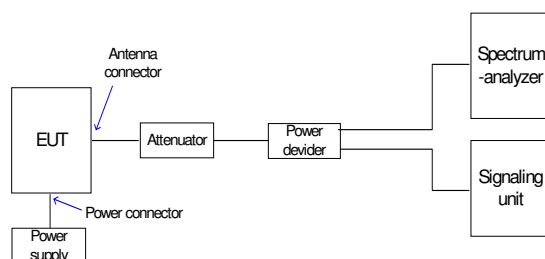 Antenna
connector
Spectrum
-analyzer
EUT
Attenuator
Power
devider
Signaling
unit
Power connector
Power
supply